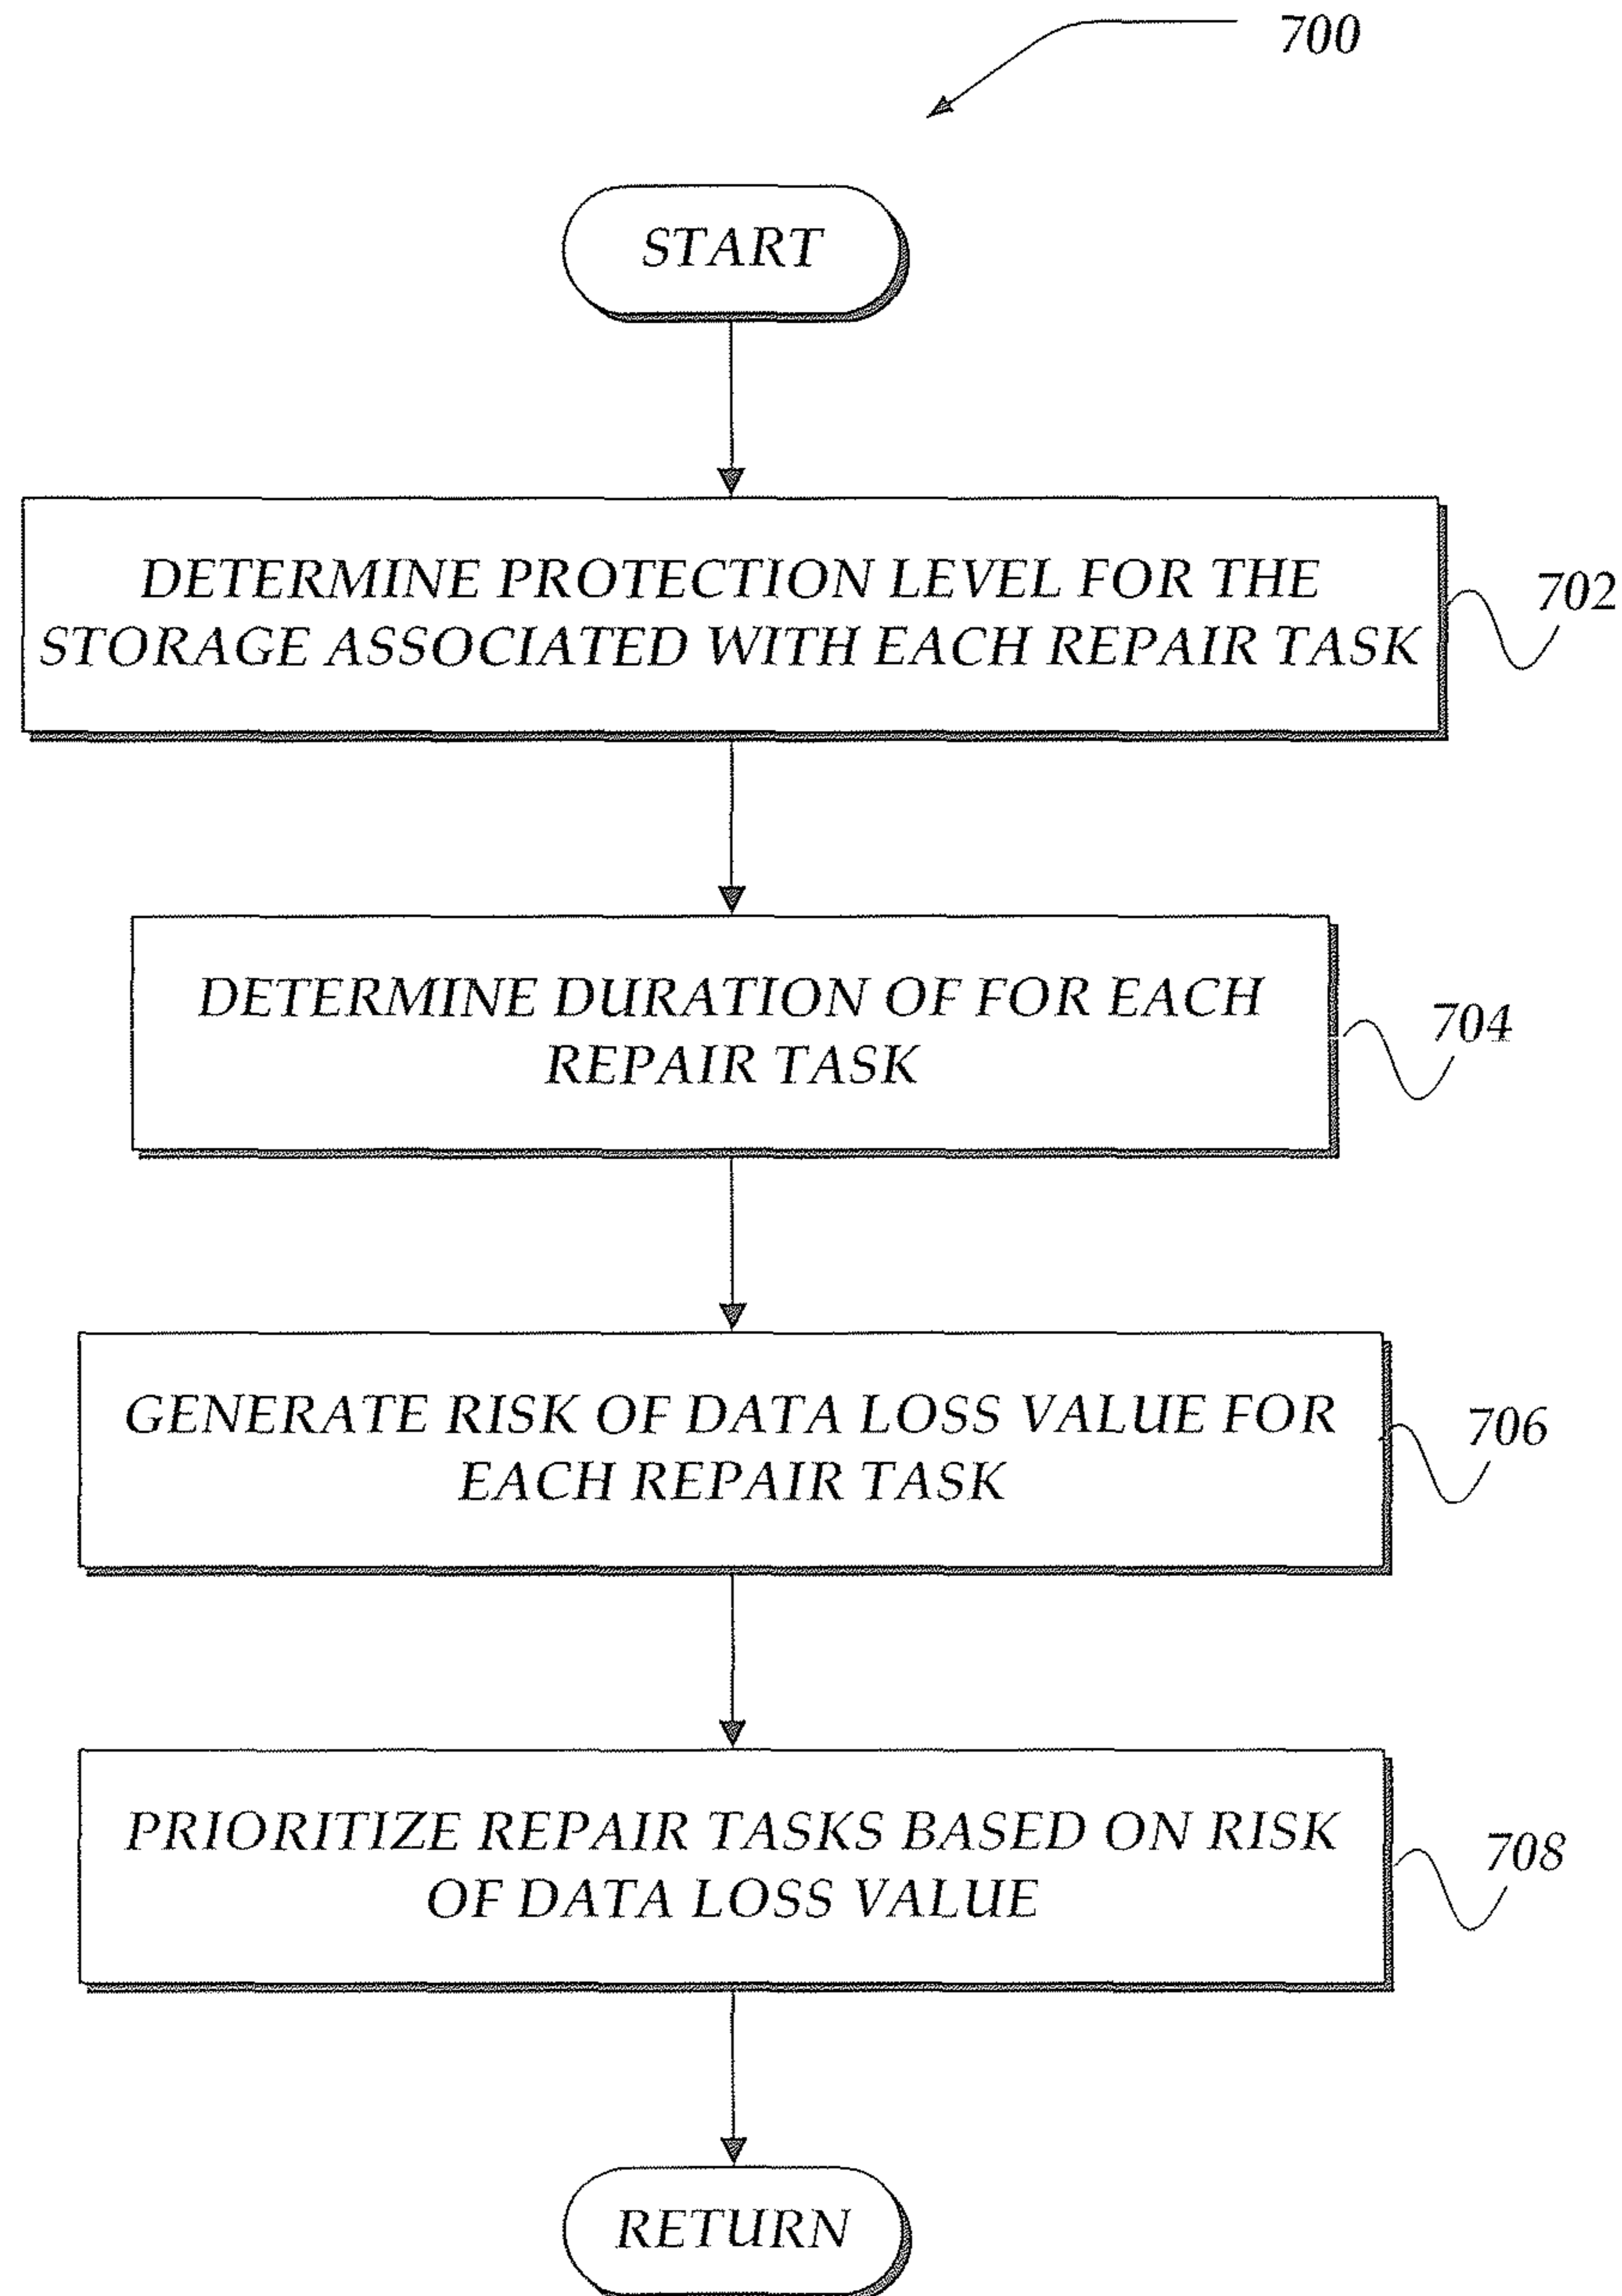 700
START
DETERMINE PROTECTION LEVEL FOR THE
STORAGE ASSOCIATED WITH EACH REPAIR TASK
702
DETERMINE DURATION OF FOR EACH
REPAIR TASK
704
GENERATE RISK OF DATA LOSS VALUE FOR
EACH REPAIR TASK
706
PRIORITIZE REPAIR TASKS BASED ON RISK
OF DATA LOSS VALUE
708
RETURN